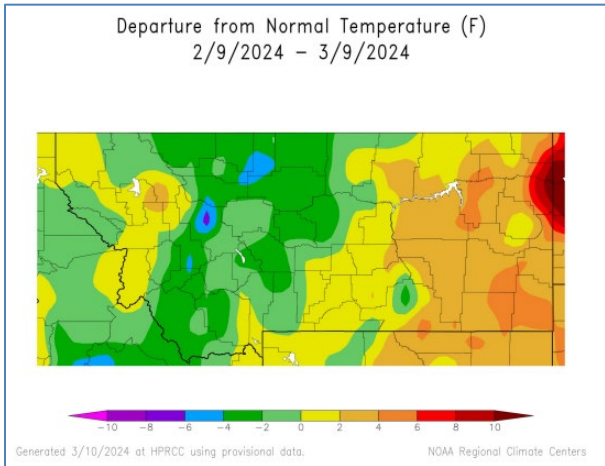 Departure from Normal Temperature (F)
2/9/2024 – 3/9/2024
-10 -8 -6 -4 -2 0 2 4 6 8 10
Generated 3/10/2024 at HPRCC using provisional data.
NOAA Regional Climate Centers